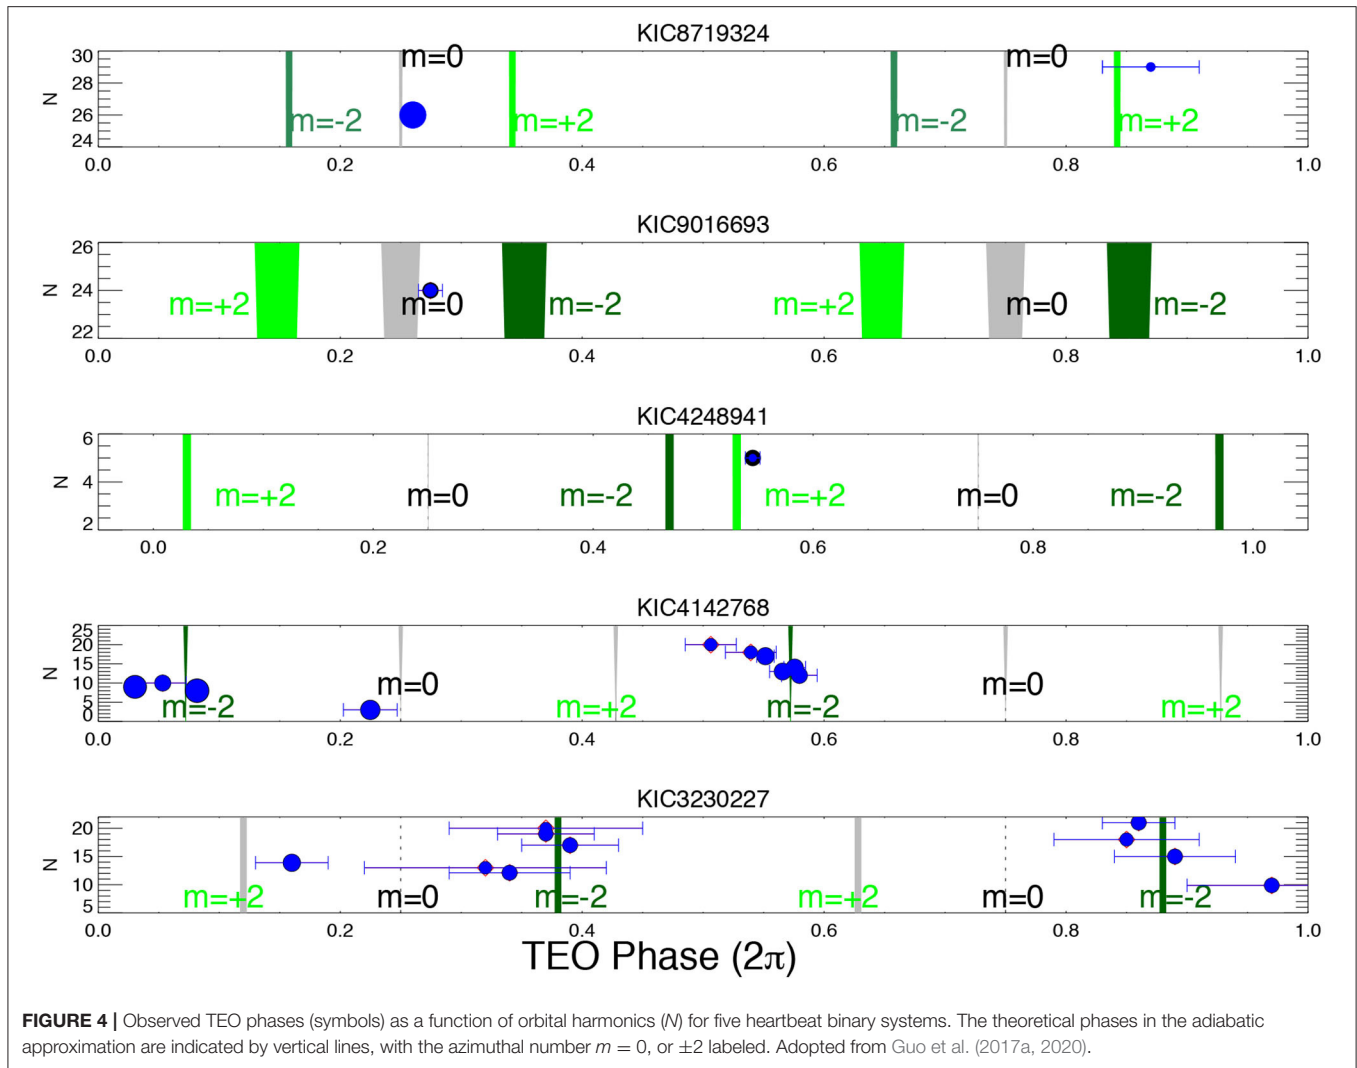 KIC8719324
30
28
26
24
N
m=0
m=0
m=-2
m=+2
m=-2
m=+2
0.0 0.2 0.4 0.6 0.8 1.0
KIC9016693
26
24
22
N
m=+2
m=0
m=-2
m=+2
m=0
m=-2
0.0 0.2 0.4 0.6 0.8 1.0
KIC4248941
6
4
2
N
m=+2
m=0
m=-2
m=+2
m=0
m=-2
0.0 0.2 0.4 0.6 0.8 1.0
KIC4142768
25
20
15
10
5
0
N
m=-2
m=0
m=+2
m=-2
m=0
m=+2
0.0 0.2 0.4 0.6 0.8 1.0
KIC3230227
20
15
10
5
N
m=+2
m=0
m=-2
m=+2
m=0
m=-2
0.0 0.2 0.4 0.6 0.8 1.0
TEO Phase (2π)
FIGURE 4 | Observed TEO phases (symbols) as a function of orbital harmonics (N) for five heartbeat binary systems. The theoretical phases in the adiabatic
approximation are indicated by vertical lines, with the azimuthal number m = 0, or ±2 labeled. Adopted from Guo et al. (2017a, 2020).